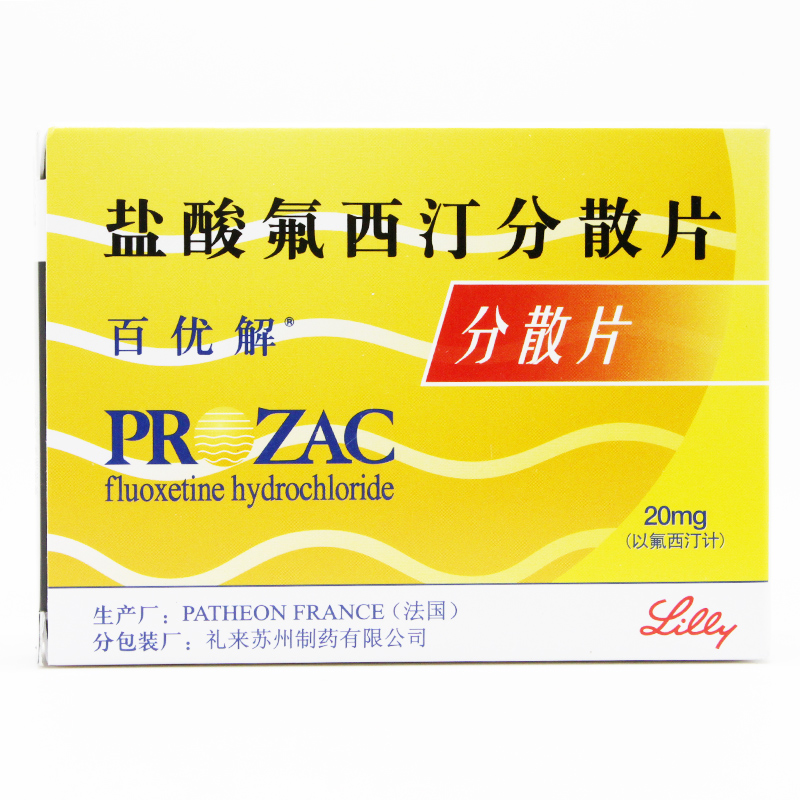 盐酸氟西汀分散片
百优解®
分散片
PROZAC
fluoxetine hydrochloride
20mg
(以氟西汀计)
生产厂：PATHEON FRANCE（法国）
分包装厂：礼来苏州制药有限公司
Lilly